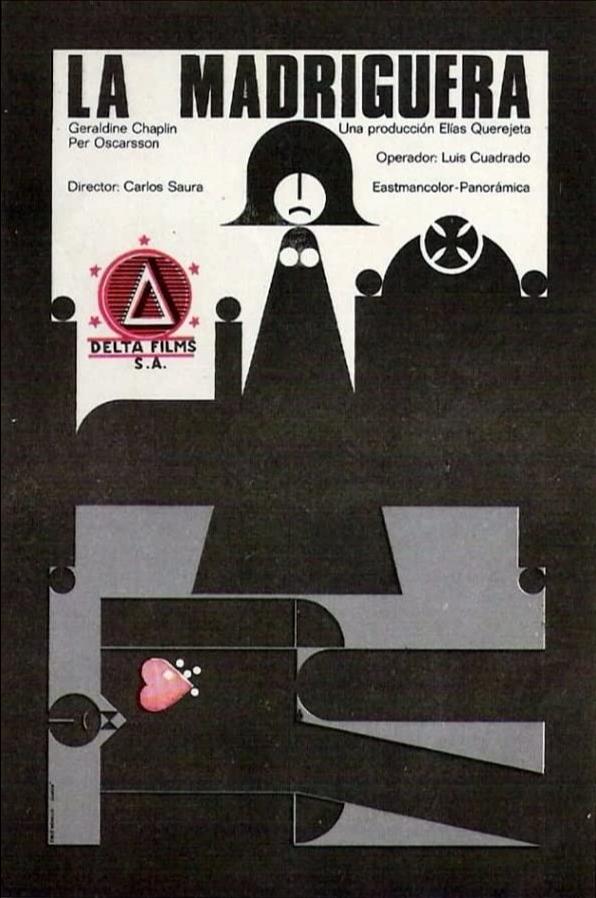 LA MADRIGUERA
Geraldine Chaplin
Per Oscarsson
Una producción Elías Querejeta
Operador: Luis Cuadrado
Director: Carlos Saura
Eastmancolor-Panorámica
DELTA FILMS
S.A.